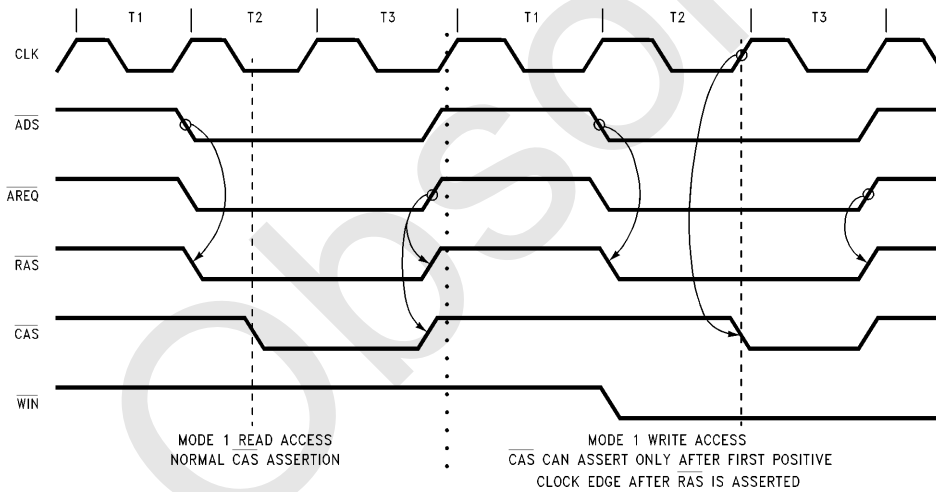 T1 T2 T3 T1 T2 T3
CLK
ADS
AREQ
RAS
CAS
WIN
MODE 1 READ ACCESS
NORMAL CAS ASSERTION
MODE 1 WRITE ACCESS
CAS CAN ASSERT ONLY AFTER FIRST POSITIVE
CLOCK EDGE AFTER RAS IS ASSERTED
Obso